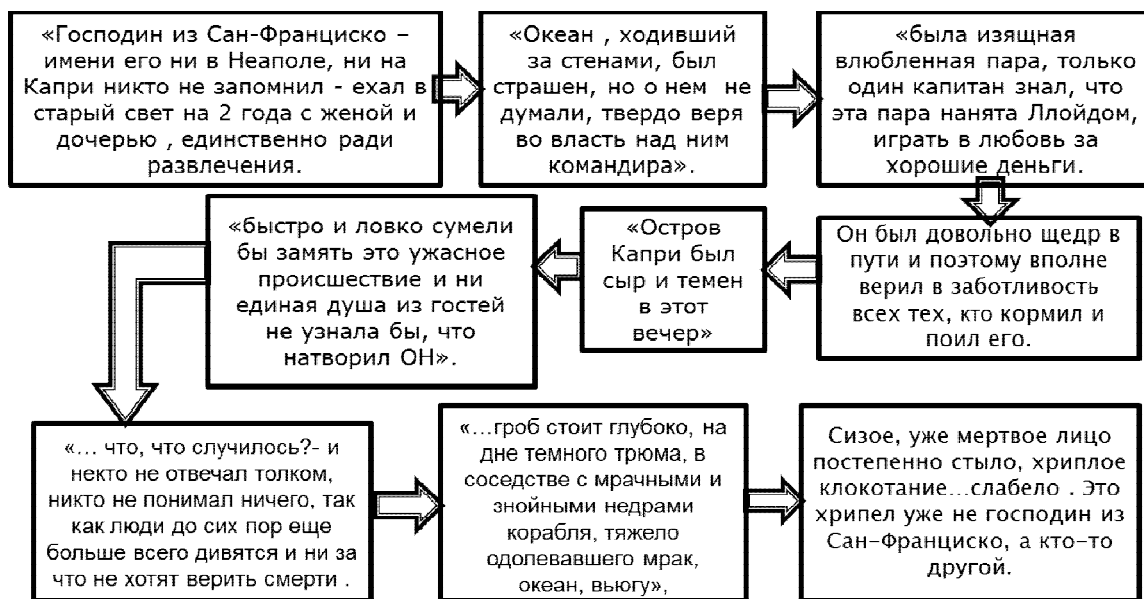 «Господин из Сан-Франциско –
имени его ни в Неаполе, ни на
Капри никто не запомнил - ехал в
старый свет на 2 года с женой и
дочерью , единственно ради
развлечения.
«Океан , ходивший
за стенами, был
страшен, но о нем не
думали, твердо веря
во власть над ним
командира».
«была изящная
влюбленная пара, только
один капитан знал, что
эта пара нанята Ллойдом,
играть в любовь за
хорошие деньги.
Он был довольно щедр в
пути и поэтому вполне
верил в заботливость
всех тех, кто кормил и
поил его.
«Остров
Капри был
сыр и темен
в этот
вечер»
«быстро и ловко сумели
бы замять это ужасное
происшествие и ни
единая душа из гостей
не узнала бы, что
натворил ОН».
«... что, что случилось?- и
некто не отвечал толком,
никто не понимал ничего, так
как люди до сих пор еще
больше всего дивятся и ни за
что не хотят верить смерти .
«...гроб стоит глубоко, на
дне темного трюма, в
соседстве с мрачными и
знойными недрами
корабля, тяжело
одолевавшего мрак,
океан, вьюгу»,
Сизое, уже мертвое лицо
постепенно стыло, хриплое
клокотание...слабело . Это
хрипел уже не господин из
Сан-Франциско, а кто-то
другой.